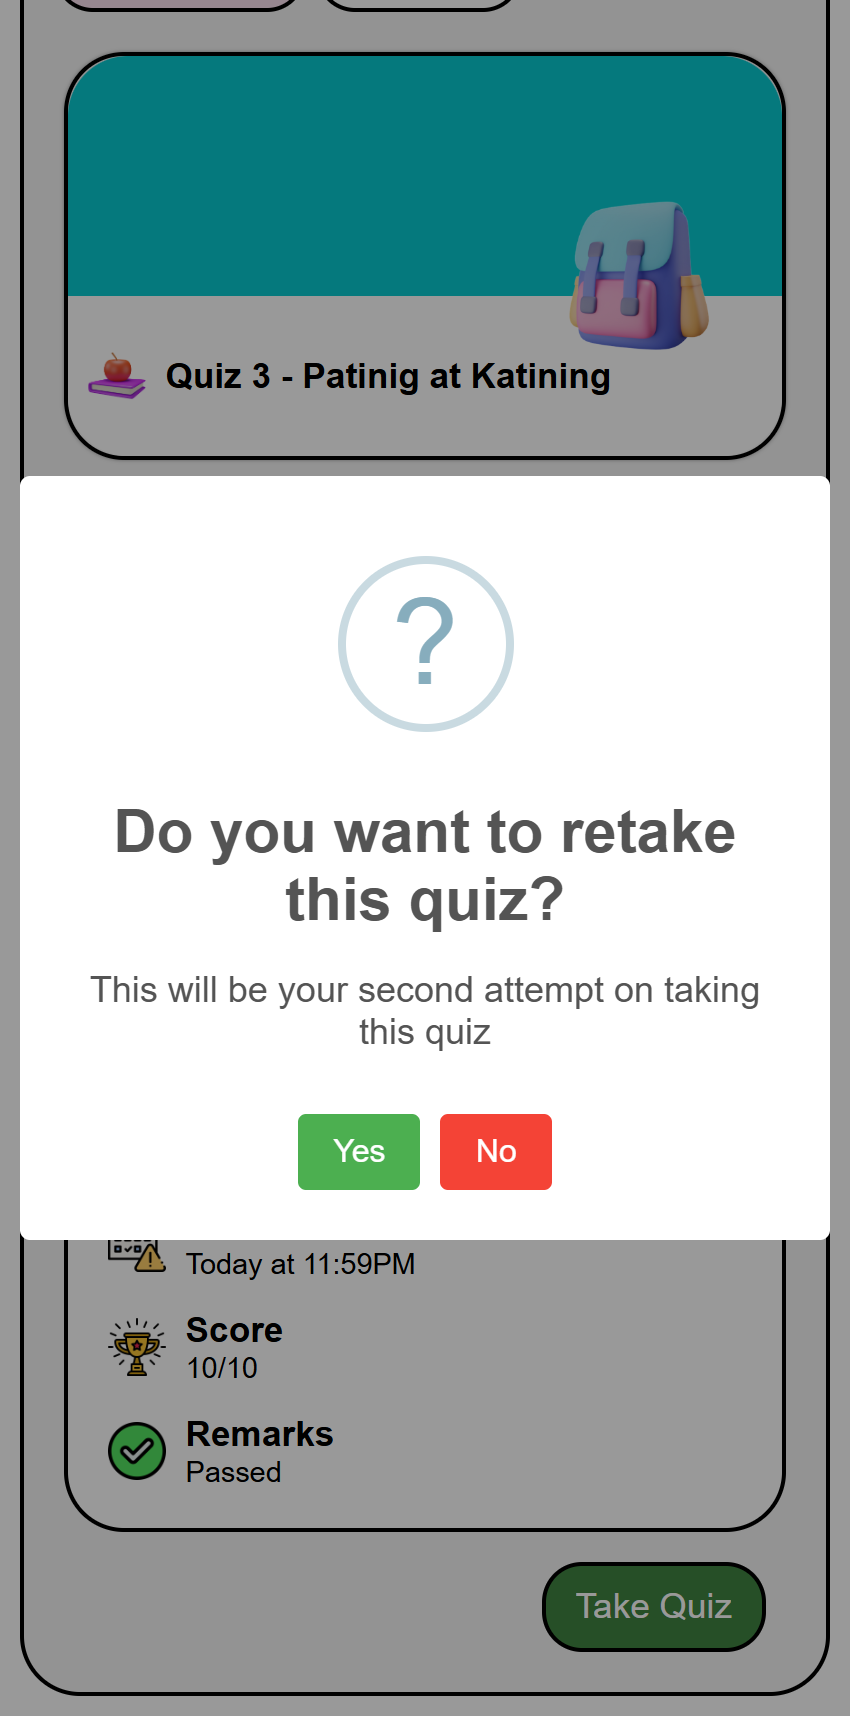 Quiz 3 - Patinig at Katining
?
Do you want to retake
this quiz?
This will be your second attempt on taking
this quiz
Yes
No
Today at 11:59PM
Score
10/10
Remarks
Passed
Take Quiz